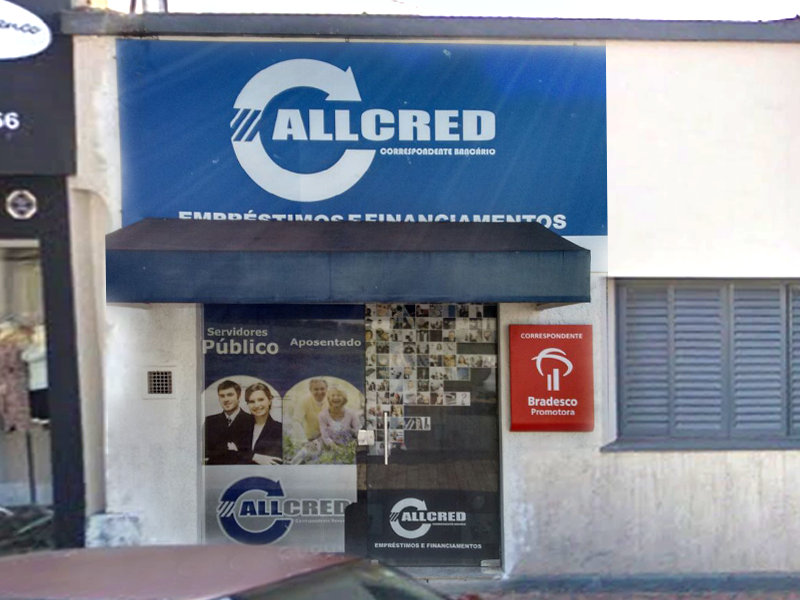 56
ALLCRED
CORRESPONDENTE BANCÁRIO
EMPRÉSTIMOS E FINANCIAMENTOS
Servidores
Público
Aposentado
CORRESPONDENTE
Bradesco
Promotora
ALLCRED
ALLCRED
EMPRÉSTIMOS E FINANCIAMENTOS